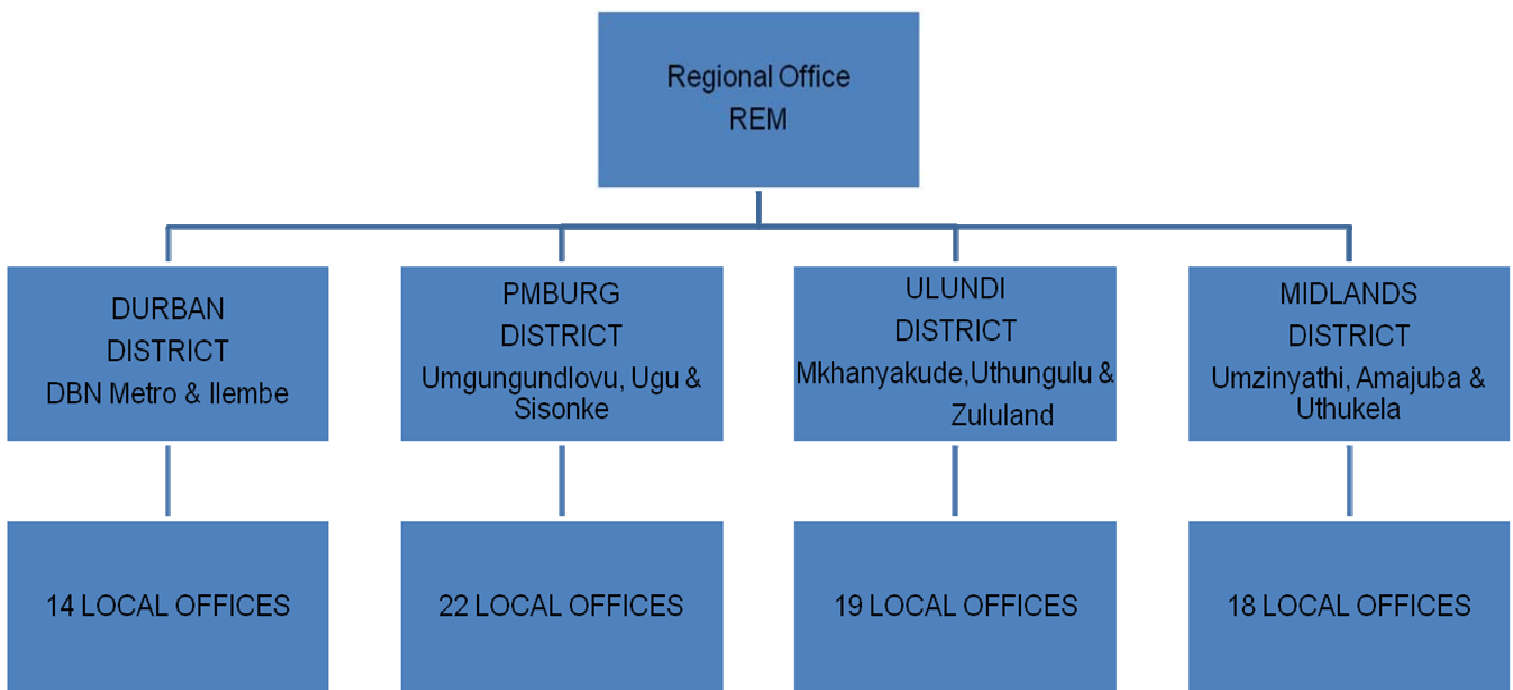 Regional Office
REM
DURBAN
DISTRICT
DBN Metro & Ilembe
PMBURG
DISTRICT
Umgungundlovu, Ugu &
Sisonke
ULUNDI
DISTRICT
Mkhanyakude,Uthungulu &
Zululand
MIDLANDS
DISTRICT
Umzinyathi, Amajuba &
Uthukela
14 LOCAL OFFICES
22 LOCAL OFFICES
19 LOCAL OFFICES
18 LOCAL OFFICES